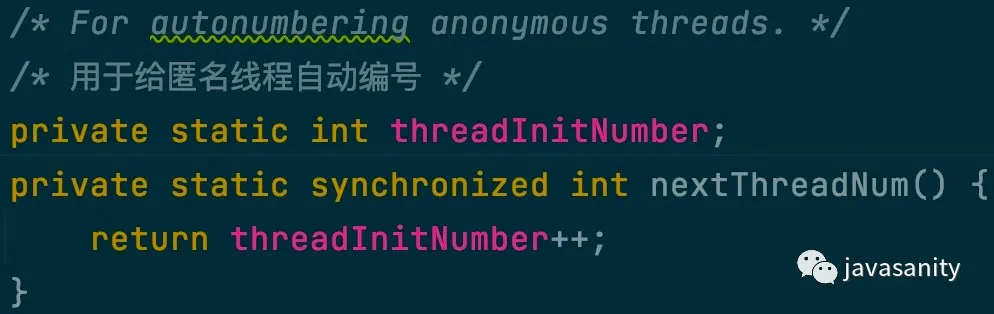 /* For autonumbering anonymous threads. */
/* 用于给匿名线程自动编号 */
private static int threadInitNumber;
private static synchronized int nextThreadNum() {
    return threadInitNumber++;
}
javasanity